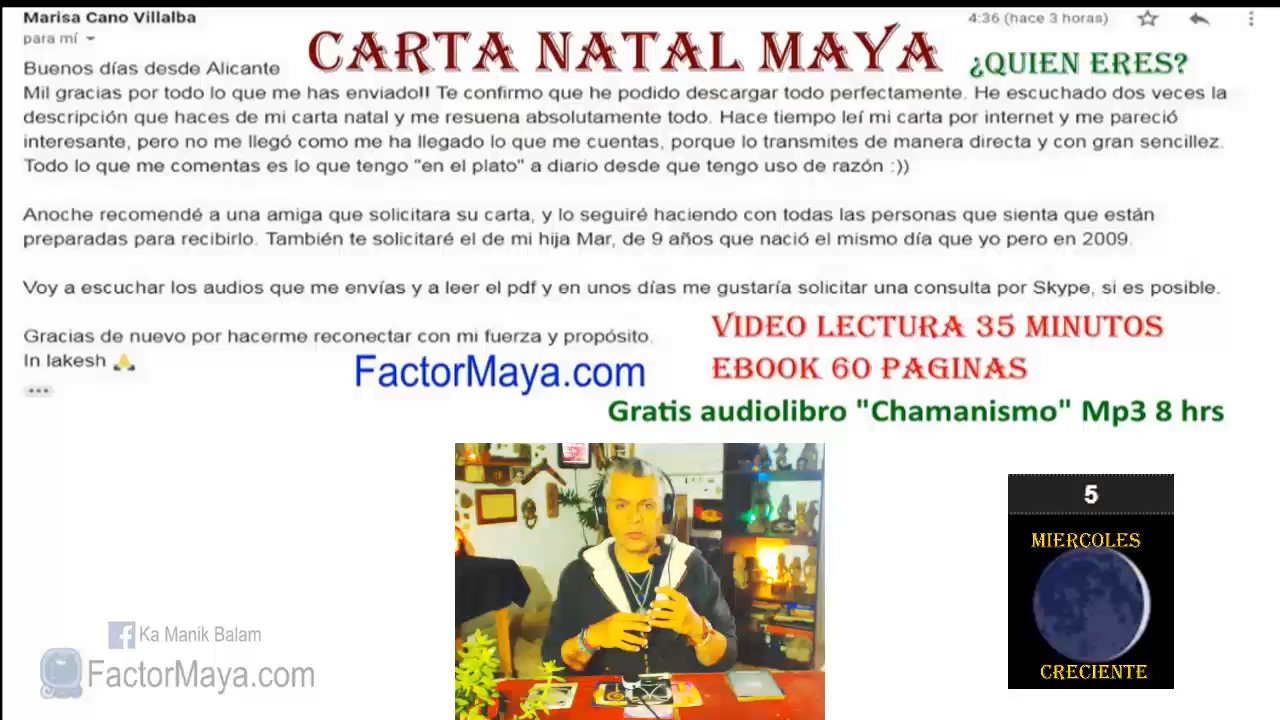 Marisa Cano Villalba
4:36 (hace 3 horas)
para mí
CARTA NATAL MAYA
¿QUIEN ERES?
Buenos días desde Alicante
Mil gracias por todo lo que me has enviado!! Te confirmo que he podido descargar todo perfectamente. He escuchado dos veces la
descripción que haces de mi carta natal y me resuena absolutamente todo. Hace tiempo leí mi carta por internet y me pareció
interesante, pero no me llegó como me ha llegado lo que me cuentas, porque lo transmites de manera directa y con gran sencillez.
Todo lo que me comentas es lo que tengo "en el plato" a diario desde que tengo uso de razón :))
Anoche recomendé a una amiga que solicitara su carta, y lo seguiré haciendo con todas las personas que sienta que están
preparadas para recibirlo. También te solicitaré el de mi hija Mar, de 9 años que nació el mismo día que yo pero en 2009.
Voy a escuchar los audios que me envías y a leer el pdf y en unos días me gustaría solicitar una consulta por Skype, si es posible.
Gracias de nuevo por hacerme reconectar con mi fuerza y propósito.
In lakesh 🙏
FactorMaya.com
VIDEO LECTURA 35 MINUTOS
EBOOK 60 PAGINAS
Gratis audiolibro "Chamanismo" Mp3 8 hrs
5
MIERCOLES
CRECIENTE
Ka Manik Balam
FactorMaya.com